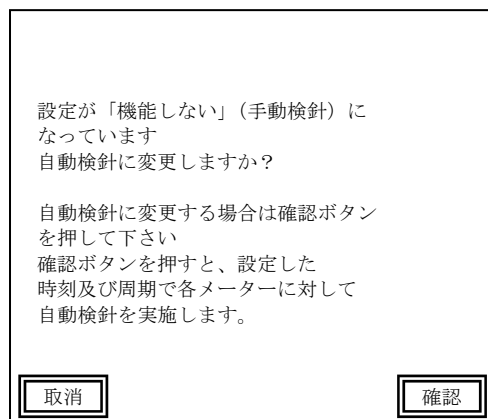 設定が「機能しない」（手動検針）に
なっています
自動検針に変更しますか？
自動検針に変更する場合は確認ボタン
を押して下さい
確認ボタンを押すと、設定した
時刻及び周期で各メーターに対して
自動検針を実施します。
取消
確認